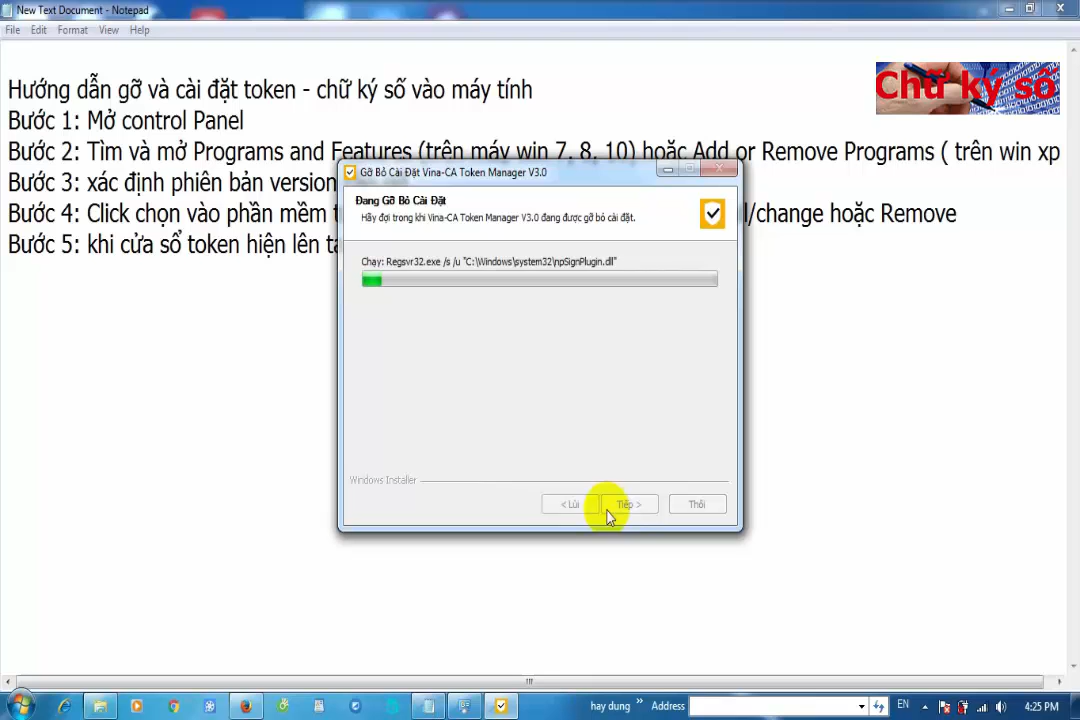 New Text Document - Notepad
File Edit Format View Help
Hướng dẫn gỡ và cài đặt token - chữ ký số vào máy tính
Chữ ký số
Bước 1: Mở control Panel
Bước 2: Tìm và mở Programs and Features (trên máy win 7, 8, 10) hoặc Add or Remove Programs ( trên win xp
Bước 3: xác định phiên bản version
Bước 4: Click chọn vào phần mềm
l/change hoặc Remove
Bước 5: khi cửa sổ token hiện lên
Gỡ Bỏ Cài Đặt Vina-CA Token Manager V3.0
Đang Gỡ Bỏ Cài Đặt
Hãy đợi trong khi Vina-CA Token Manager V3.0 đang được gỡ bỏ cài đặt.
Chạy: Regsvr32.exe /s /u "C:\Windows\system32\npSignPlugin.dll"
Windows Installer
< Lùi Tiếp > Thôi
hay dung » Address EN 4:25 PM